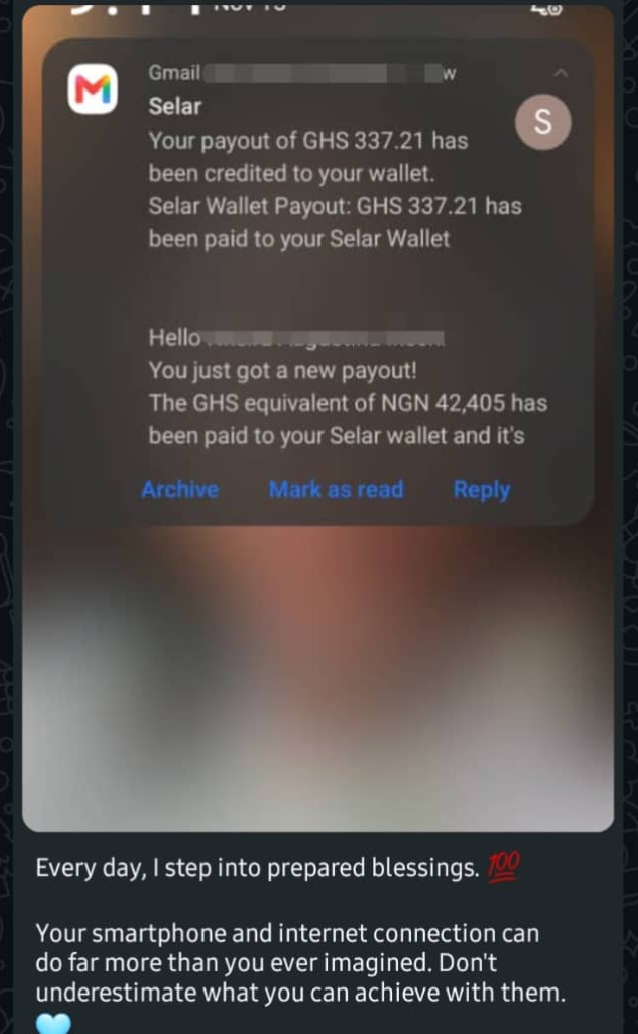 Gmail
Selar
S
Your payout of GHS 337.21 has
been credited to your wallet.
Selar Wallet Payout: GHS 337.21 has
been paid to your Selar Wallet
Hello
You just got a new payout!
The GHS equivalent of NGN 42,405 has
been paid to your Selar wallet and it's
Archive Mark as read Reply
Every day, I step into prepared blessings. 💯
Your smartphone and internet connection can
do far more than you ever imagined. Don't
underestimate what you can achieve with them.
🩵